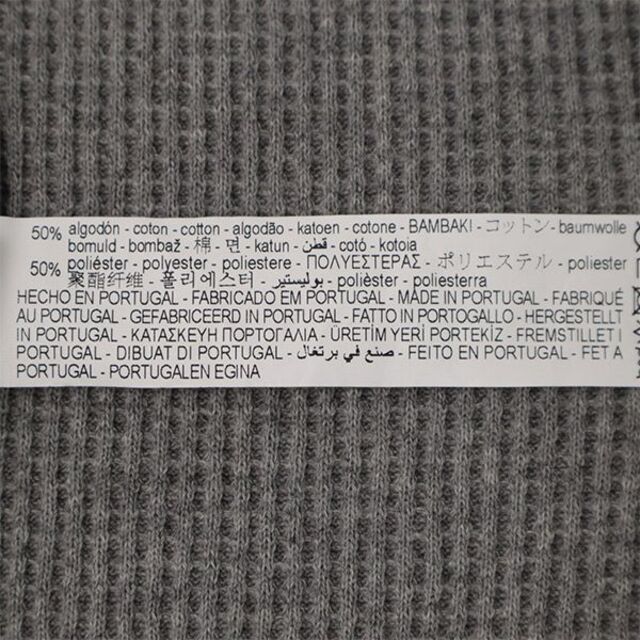 50% algodón - coton - cotton - algodão - katoen - cotone - BAMBAKI - コットン - baumwolle
bomuld - bombaž - 棉 - 면 - katun - قطن - cotó - kotoia
50% poliéster - polyester - poliestere - ΠΟΛΥΕΣΤΕΡΑΣ - ポリエステル - poliester
聚酯纤维 - 폴리에스터 - بوليستير - polièster - poliesterra
HECHO EN PORTUGAL - FABRICADO EM PORTUGAL - MADE IN PORTUGAL - FABRIQUÉ
AU PORTUGAL - GEFABRICEERD IN PORTUGAL - FATTO IN PORTOGALLO - HERGESTELLT
IN PORTUGAL - ΚΑΤΑΣΚΕΥΗ ΠΟΡΤΟΓΑΛΙΑ - ÜRETİM YERİ PORTEKİZ - FREMSTILLET I
PORTUGAL - DIBUAT DI PORTUGAL - صنع في برتغال - FEITO EN PORTUGAL - FET A
PORTUGAL - PORTUGALEN EGINA